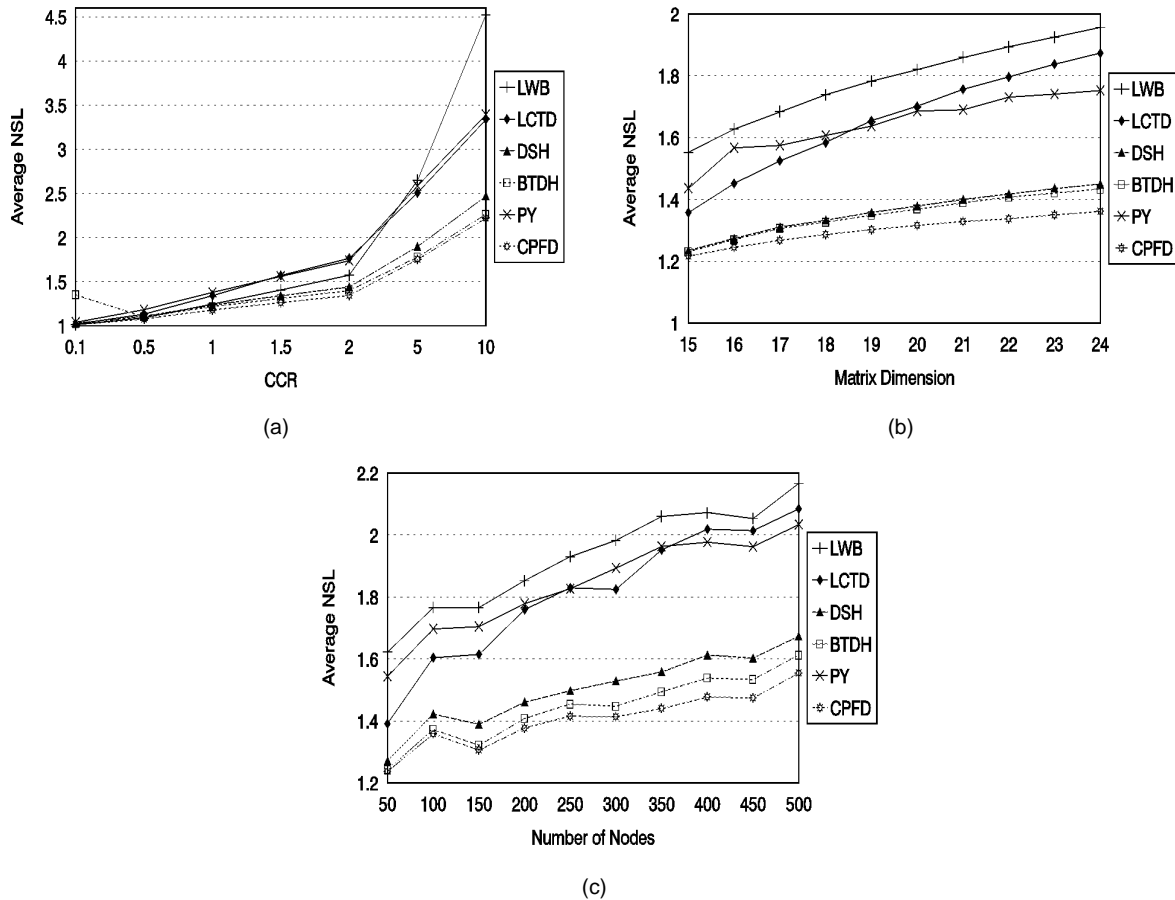 Average NSL
4.5
4
3.5
3
2.5
2
1.5
1
0.1 0.5 1 1.5 2 5 10
CCR
LWB
LCTD
DSH
BTDH
PY
CPFD
(a)
Average NSL
2
1.8
1.6
1.4
1.2
1
15 16 17 18 19 20 21 22 23 24
Matrix Dimension
LWB
LCTD
DSH
BTDH
PY
CPFD
(b)
Average NSL
2.2
2
1.8
1.6
1.4
1.2
50 100 150 200 250 300 350 400 450 500
Number of Nodes
LWB
LCTD
DSH
BTDH
PY
CPFD
(c)